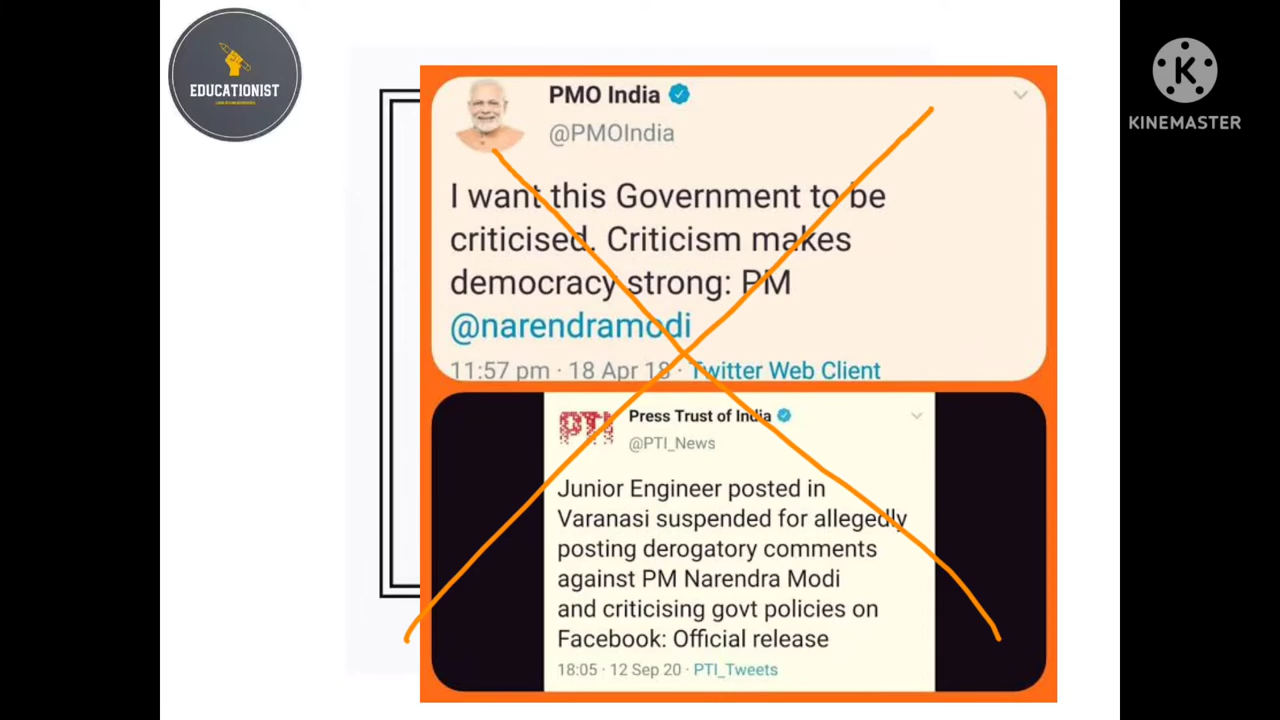 EDUCATIONIST
KINEMASTER
PMO India
@PMOIndia
I want this Government to be
criticised. Criticism makes
democracy strong: PM
@narendramodi
11:57 pm · 18 Apr 18 · Twitter Web Client
PTI
Press Trust of India
@PTI_News
Junior Engineer posted in
Varanasi suspended for allegedly
posting derogatory comments
against PM Narendra Modi
and criticising govt policies on
Facebook: Official release
18:05 · 12 Sep 20 · PTI_Tweets